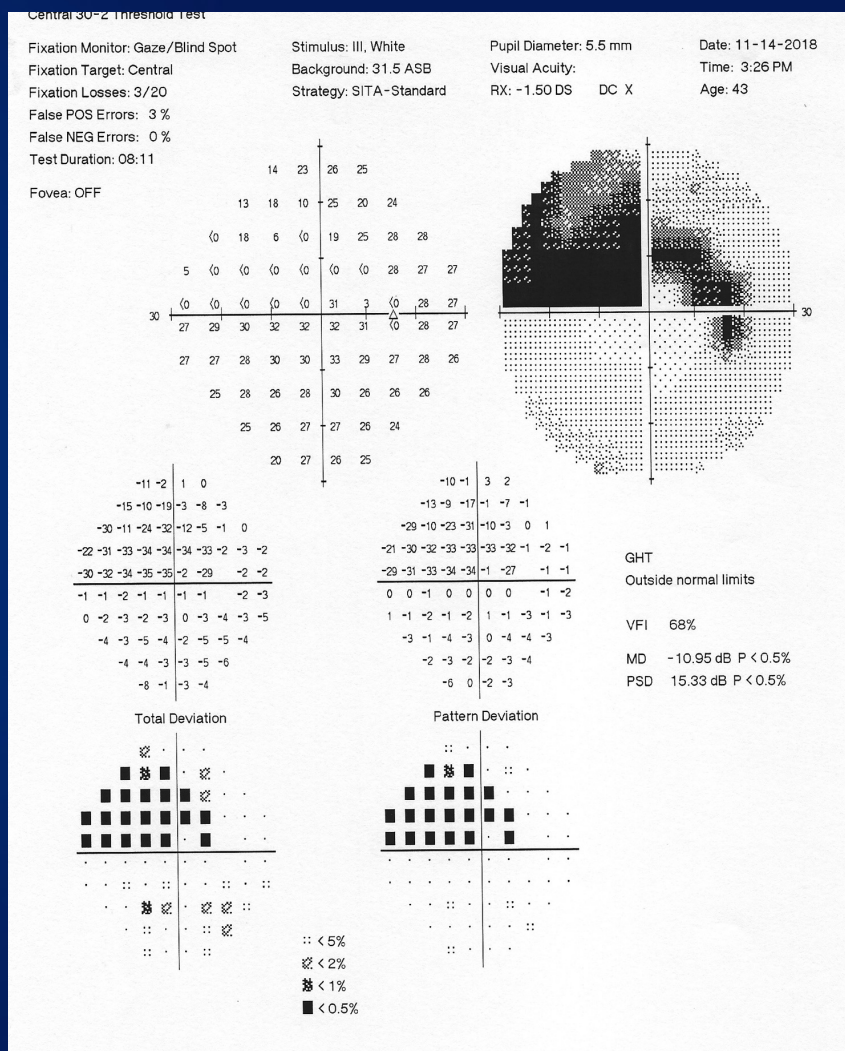 Central 30-2 Threshold Test
Fixation Monitor: Gaze/Blind Spot
Fixation Target: Central
Fixation Losses: 3/20
False POS Errors: 3 %
False NEG Errors: 0 %
Test Duration: 08:11
Fovea: OFF
Stimulus: III, White
Background: 31.5 ASB
Strategy: SITA-Standard
Pupil Diameter: 5.5 mm
Visual Acuity:
RX: -1.50 DS DC X
Date: 11-14-2018
Time: 3:26 PM
Age: 43
14 23 26 25
13 18 10 25 20 24
<0 18 6 <0 19 25 28 28
5 <0 <0 <0 <0 <0 <0 28 27 27
<0 <0 <0 <0 <0 31 3 <0 28 27
30
27 29 30 32 32 32 31 <0 28 27
27 27 28 30 30 33 29 27 28 26
25 28 26 28 30 26 26 26
25 26 27 27 26 24
20 27 26 25
30
-11 -2 1 0
-15 -10 -19 -3 -8 -3
-30 -11 -24 -32 -12 -5 -1 0
-22 -31 -33 -34 -34 -34 -33 -2 -3 -2
-30 -32 -34 -35 -35 -2 -29 -2 -2
-1 -1 -2 -1 -1 -1 -1 -2 -3
0 -2 -3 -2 -3 0 -3 -4 -3 -5
-4 -3 -5 -4 -2 -5 -5 -4
-4 -4 -3 -3 -5 -6
-8 -1 -3 -4
Total Deviation
-10 -1 3 2
-13 -9 -17 -1 -7 -1
-29 -10 -23 -31 -10 -3 0 1
-21 -30 -32 -33 -33 -33 -32 -1 -2 -1
-29 -31 -33 -34 -34 -1 -27 -1 -1
0 0 -1 0 0 0 0 -1 -2
1 -1 -2 -1 -2 1 -1 -3 -1 -3
-3 -1 -4 -3 0 -4 -4 -3
-2 -3 -2 -2 -3 -4
-6 0 -2 -3
Pattern Deviation
GHT
Outside normal limits
VFI 68%
MD -10.95 dB P < 0.5%
PSD 15.33 dB P < 0.5%
< 5%
< 2%
< 1%
< 0.5%